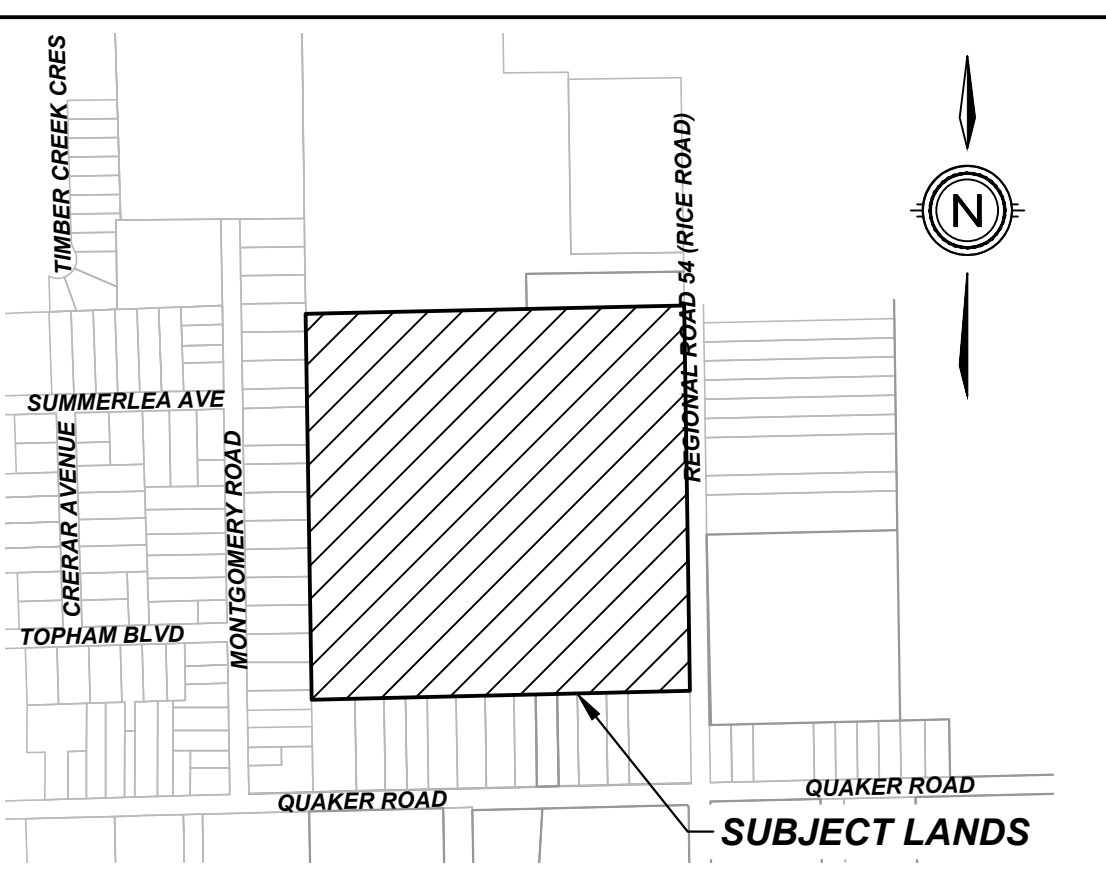 TIMBER CREEK CRES
REGIONAL ROAD 54 (RICE ROAD)
N
SUMMERLEA AVE
CRERAR AVENUE
MONTGOMERY ROAD
TOPHAM BLVD
QUAKER ROAD
QUAKER ROAD
SUBJECT LANDS